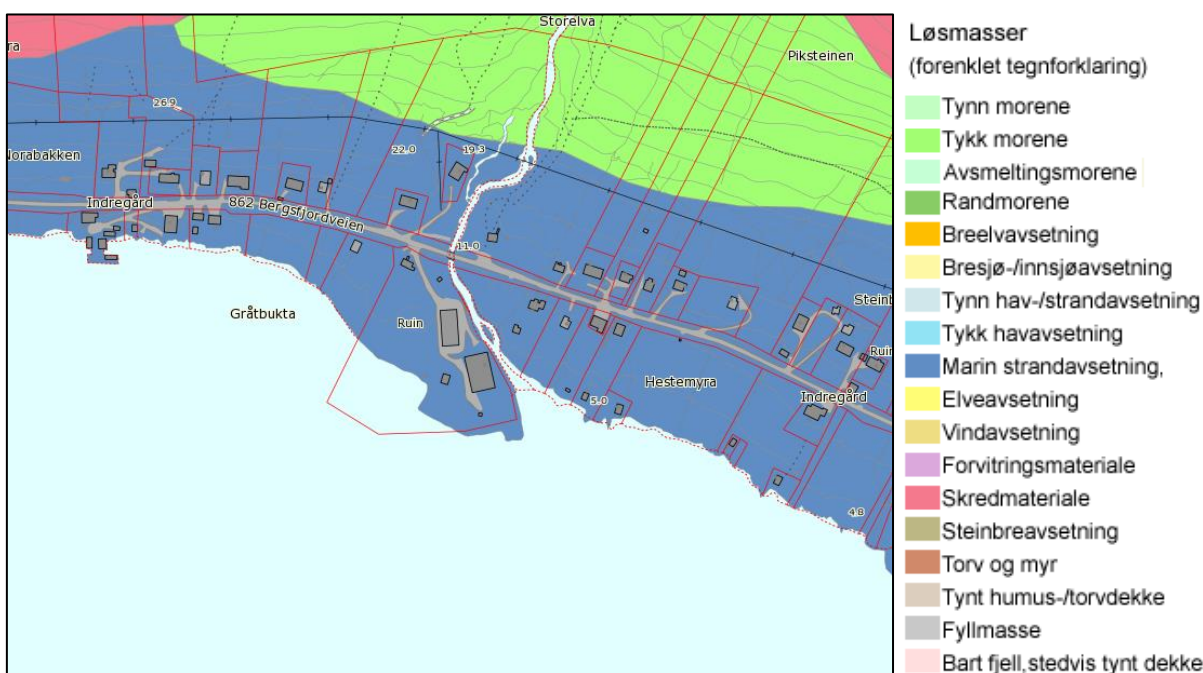 Storelva
ra
Piksteinen
26.9
Norabakken
22.0
19.3
Indregård
862 Bergsfjordveien
11.0
Gråtbukta
Ruin
Steinb
Ruin
Hestemyra
Indregård
5.0
4.8
Løsmasser
(forenklet tegnforklaring)
Tynn morene
Tykk morene
Avsmeltingsmorene
Randmorene
Breelvavsetning
Bresjø-/innsjøavsetning
Tynn hav-/strandavsetning
Tykk havavsetning
Marin strandavsetning,
Elveavsetning
Vindavsetning
Forvitringsmateriale
Skredmateriale
Steinbreavsetning
Torv og myr
Tynt humus-/torvdekke
Fyllmasse
Bart fjell,stedvis tynt dekke